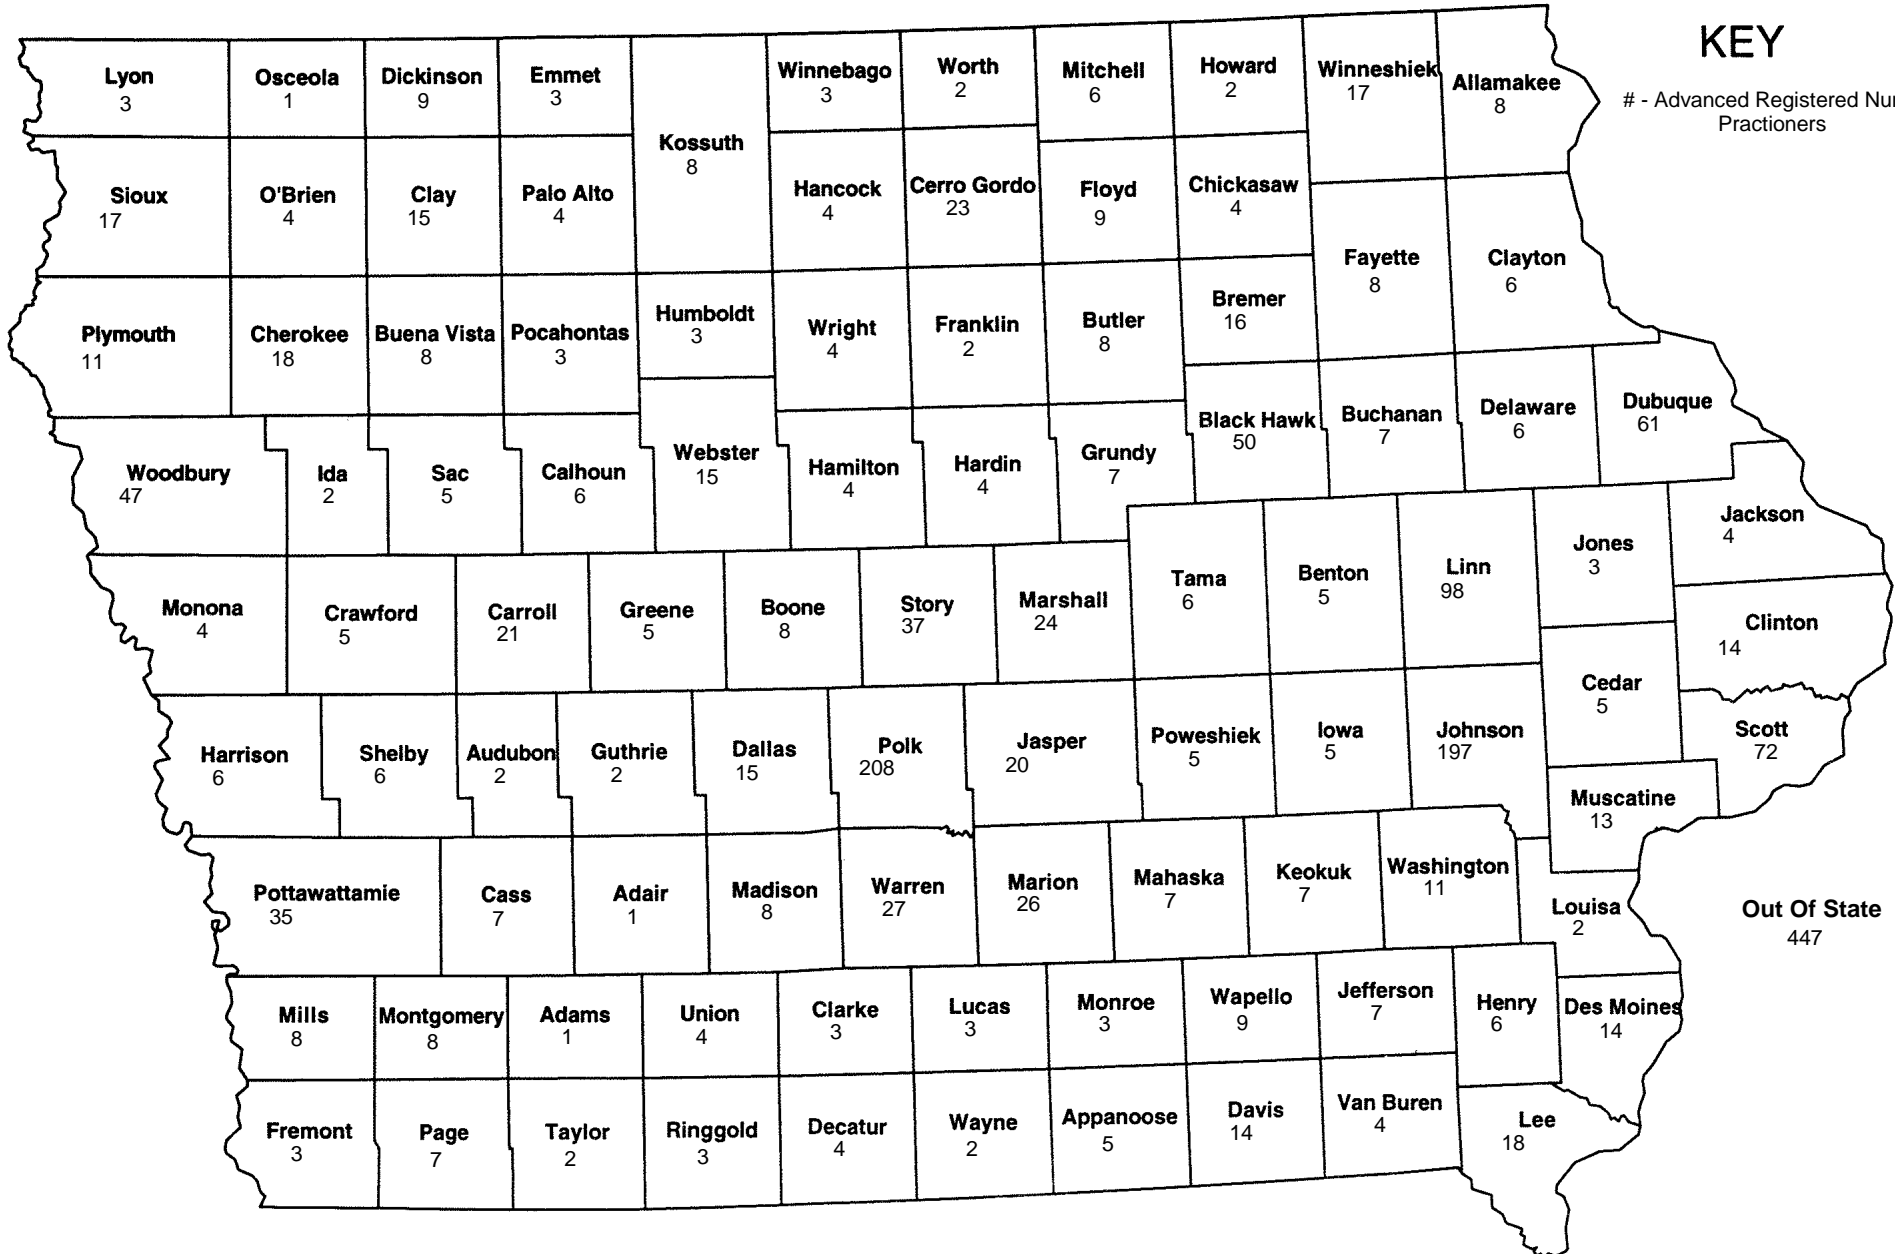 KEY
# - Advanced Registered Nur
Practioners
Lyon
3
Osceola
1
Dickinson
9
Emmet
3
Kossuth
8
Winnebago
3
Worth
2
Mitchell
6
Howard
2
Winneshiek
17
Allamakee
8
Sioux
17
O'Brien
4
Clay
15
Palo Alto
4
Hancock
4
Cerro Gordo
23
Floyd
9
Chickasaw
4
Fayette
8
Clayton
6
Plymouth
11
Cherokee
18
Buena Vista
8
Pocahontas
3
Humboldt
3
Wright
4
Franklin
2
Butler
8
Bremer
16
Woodbury
47
Ida
2
Sac
5
Calhoun
6
Webster
15
Hamilton
4
Hardin
4
Grundy
7
Black Hawk
50
Buchanan
7
Delaware
6
Dubuque
61
Monona
4
Crawford
5
Carroll
21
Greene
5
Boone
8
Story
37
Marshall
24
Tama
6
Benton
5
Linn
98
Jones
3
Jackson
4
Clinton
14
Harrison
6
Shelby
6
Audubon
2
Guthrie
2
Dallas
15
Polk
208
Jasper
20
Poweshiek
5
Iowa
5
Johnson
197
Cedar
5
Scott
72
Muscatine
13
Pottawattamie
35
Cass
7
Adair
1
Madison
8
Warren
27
Marion
26
Mahaska
7
Keokuk
7
Washington
11
Louisa
2
Out Of State
447
Mills
8
Montgomery
8
Adams
1
Union
4
Clarke
3
Lucas
3
Monroe
3
Wapello
9
Jefferson
7
Henry
6
Des Moines
14
Fremont
3
Page
7
Taylor
2
Ringgold
3
Decatur
4
Wayne
2
Appanoose
5
Davis
14
Van Buren
4
Lee
18